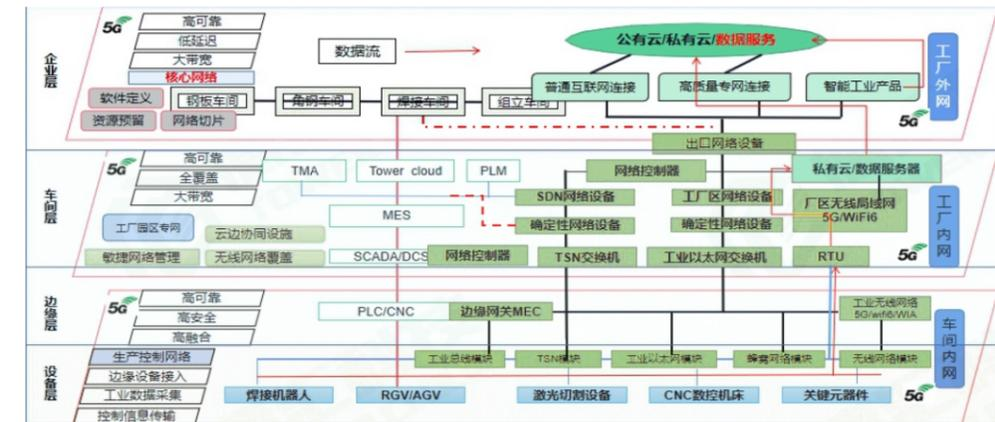 企业层
5G
高可靠
低延迟
大带宽
核心网络
软件定义
资源预留
网络切片
数据流
钢板车间
角钢车间
焊接车间
组立车间
公有云/私有云/数据服务
普通互联网连接
高质量专网连接
智能工业产品
5G
出口网络设备
工厂外网
车间层
5G
高可靠
全覆盖
大带宽
工厂园区专网
云边协同设施
敏捷网络管理
无线网络覆盖
TMA
Tower cloud
PLM
MES
SCADA/DCS
网络控制器
网络控制器
SDN网络设备
确定性网络设备
TSN交换机
工厂区网络设备
确定性网络设备
工业以太网交换机
私有云/数据服务器
厂区无线局域网
5G/WiFi6
RTU
5G
工厂内网
边缘层
5G
高可靠
高安全
高融合
PLC/CNC
边缘网关MEC
工业无线网络
5G/wifi6/WIA
车间内网
设备层
生产控制网络
边缘设备接入
工业数据采集
控制信息传输
工业总线模块
TSN模块
工业以太网模块
蜂窝网络模块
无线网络模块
焊接机器人
RGV/AGV
激光切割设备
CNC数控机床
关键元器件
5G